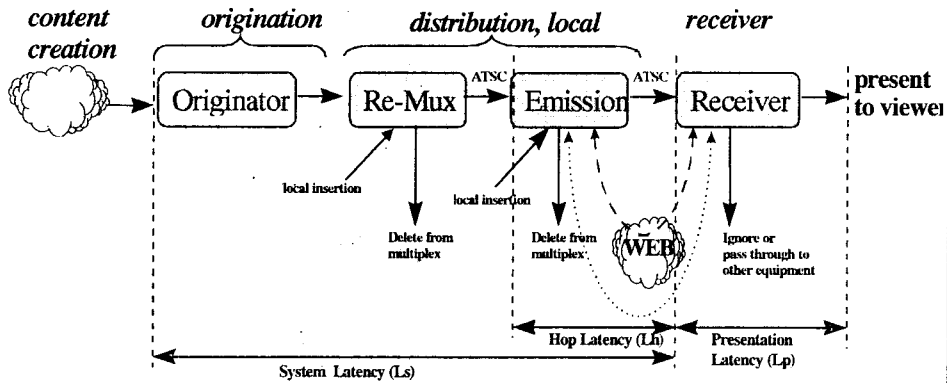 content
creation
origination
distribution, local
receiver
Originator
Re-Mux
ATSC
Emission
ATSC
Receiver
present
to viewer
local insertion
local insertion
Delete from
multiplex
Delete from
multiplex
WEB
Ignore or
pass through to
other equipment
Hop Latency (Lh)
Presentation
Latency (Lp)
System Latency (Ls)